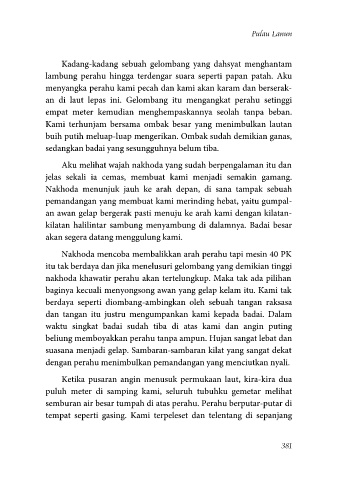 Pulau Lanun
Kadang-kadang sebuah gelombang yang dahsyat menghantam
lambung perahu hingga terdengar suara seperti papan patah. Aku
menyangka perahu kami pecah dan kami akan karam dan berserak-
an di laut lepas ini. Gelombang itu mengangkat perahu setinggi
empat meter kemudian menghempaskannya seolah tanpa beban.
Kami terhunjam bersama ombak besar yang menimbulkan lautan
buih putih meluap-luap mengerikan. Ombak sudah demikian ganas,
sedangkan badai yang sesungguhnya belum tiba.
Aku melihat wajah nakhoda yang sudah berpengalaman itu dan
jelas sekali ia cemas, membuat kami menjadi semakin gamang.
Nakhoda menunjuk jauh ke arah depan, di sana tampak sebuah
pemandangan yang membuat kami merinding hebat, yaitu gumpal-
an awan gelap bergerak pasti menuju ke arah kami dengan kilatan-
kilatan halilintar sambung menyambung di dalamnya. Badai besar
akan segera datang menggulung kami.
Nakhoda mencoba membalikkan arah perahu tapi mesin 40 PK
itu tak berdaya dan jika menelusuri gelombang yang demikian tinggi
nakhoda khawatir perahu akan tertelungkup. Maka tak ada pilihan
baginya kecuali menyongsong awan yang gelap kelam itu. Kami tak
berdaya seperti diombang-ambingkan oleh sebuah tangan raksasa
dan tangan itu justru mengumpankan kami kepada badai. Dalam
waktu singkat badai sudah tiba di atas kami dan angin puting
beliung memboyakkan perahu tanpa ampun. Hujan sangat lebat dan
suasana menjadi gelap. Sambaran-sambaran kilat yang sangat dekat
dengan perahu menimbulkan pemandangan yang menciutkan nyali.
Ketika pusaran angin menusuk permukaan laut, kira-kira dua
puluh meter di samping kami, seluruh tubuhku gemetar melihat
semburan air besar tumpah di atas perahu. Perahu berputar-putar di
tempat seperti gasing. Kami terpeleset dan telentang di sepanjang
381